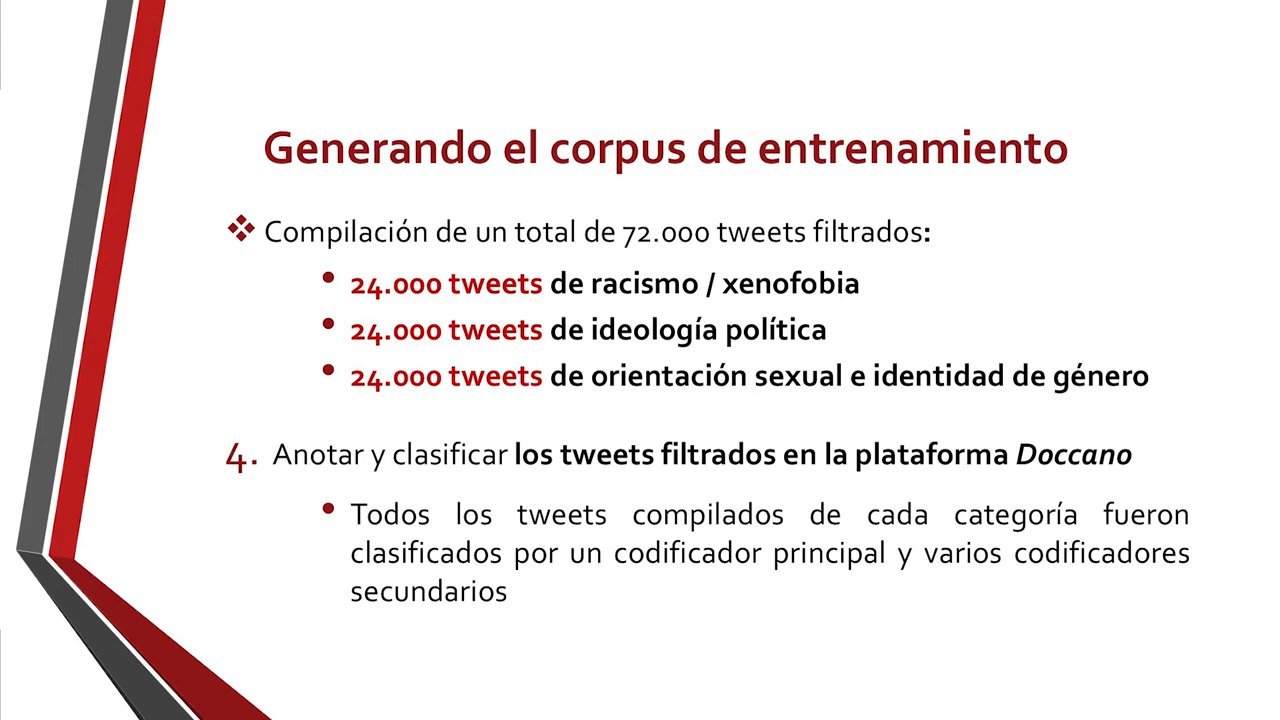 Generando el corpus de entrenamiento
❖ Compilación de un total de 72.000 tweets filtrados:
• 24.000 tweets de racismo / xenofobia
• 24.000 tweets de ideología política
• 24.000 tweets de orientación sexual e identidad de género
4. Anotar y clasificar los tweets filtrados en la plataforma Doccano
• Todos los tweets compilados de cada categoría fueron
clasificados por un codificador principal y varios codificadores
secundarios